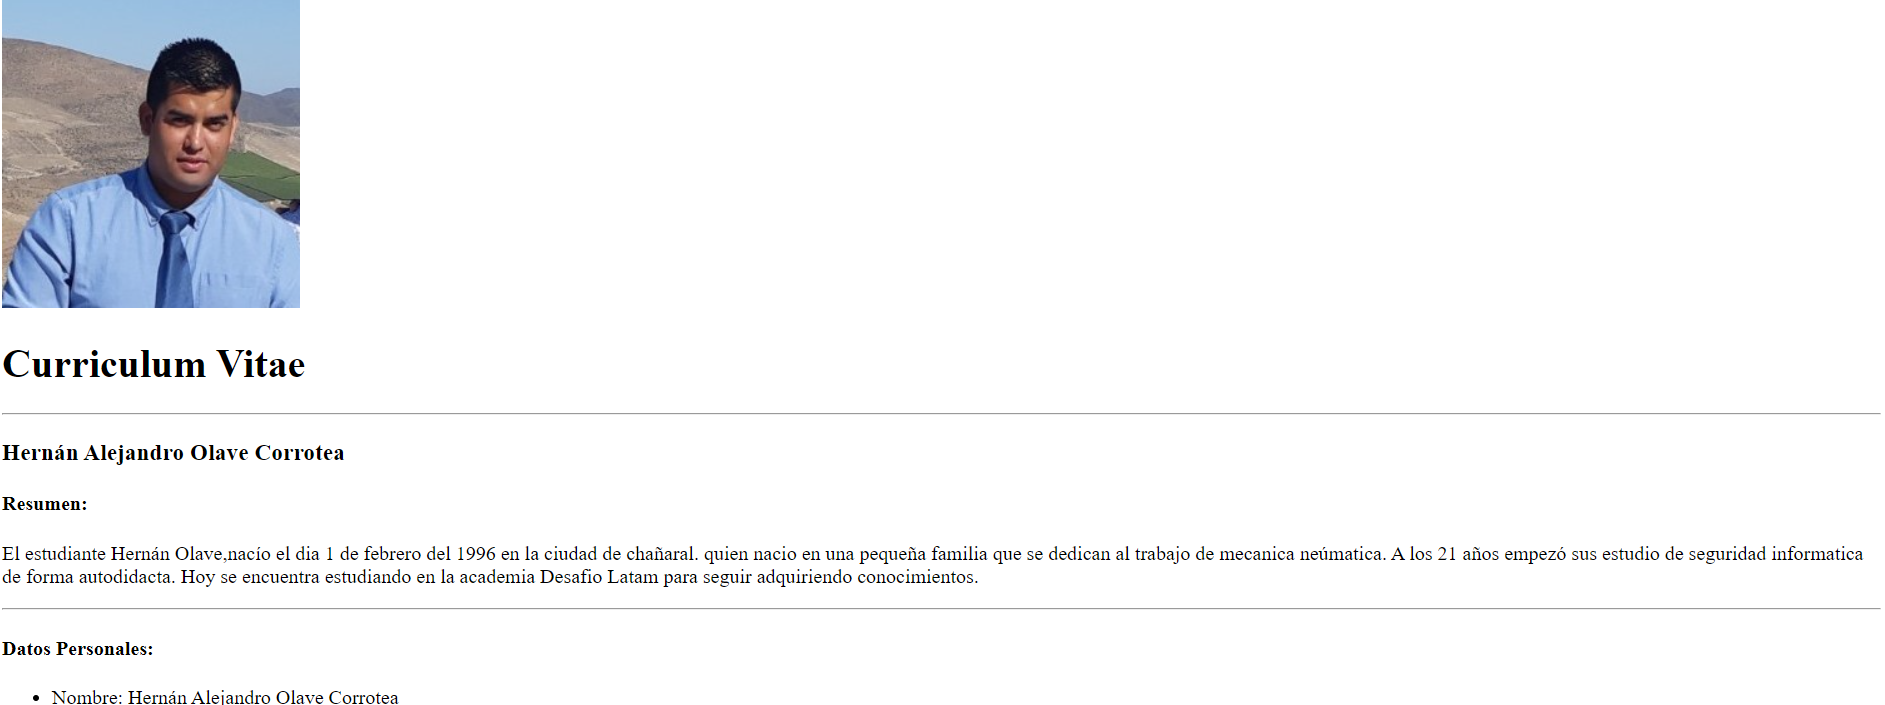 Curriculum Vitae
Hernán Alejandro Olave Corrotea
Resumen:
El estudiante Hernán Olave,nacío el dia 1 de febrero del 1996 en la ciudad de chañaral. quien nacio en una pequeña familia que se dedican al trabajo de mecanica neúmatica. A los 21 años empezó sus estudio de seguridad informatica
de forma autodidacta. Hoy se encuentra estudiando en la academia Desafio Latam para seguir adquiriendo conocimientos.
Datos Personales:
• Nombre: Hernán Alejandro Olave Corrotea